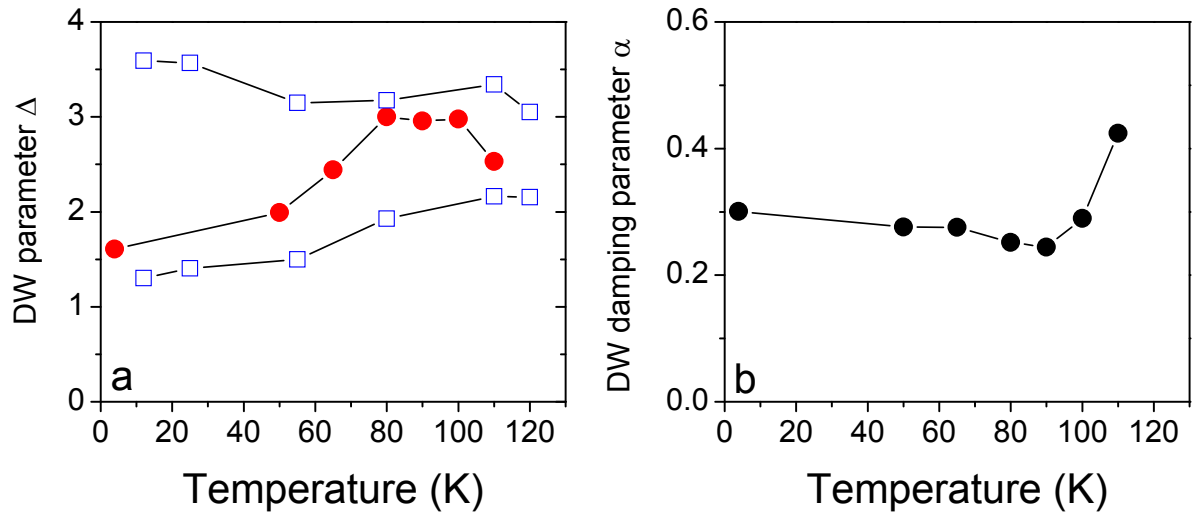 4
3
2
1
0
DW parameter Δ
a
0 20 40 60 80 100 120
Temperature (K)
0.6
0.4
0.2
0.0
DW damping parameter α
b
0 20 40 60 80 100 120
Temperature (K)